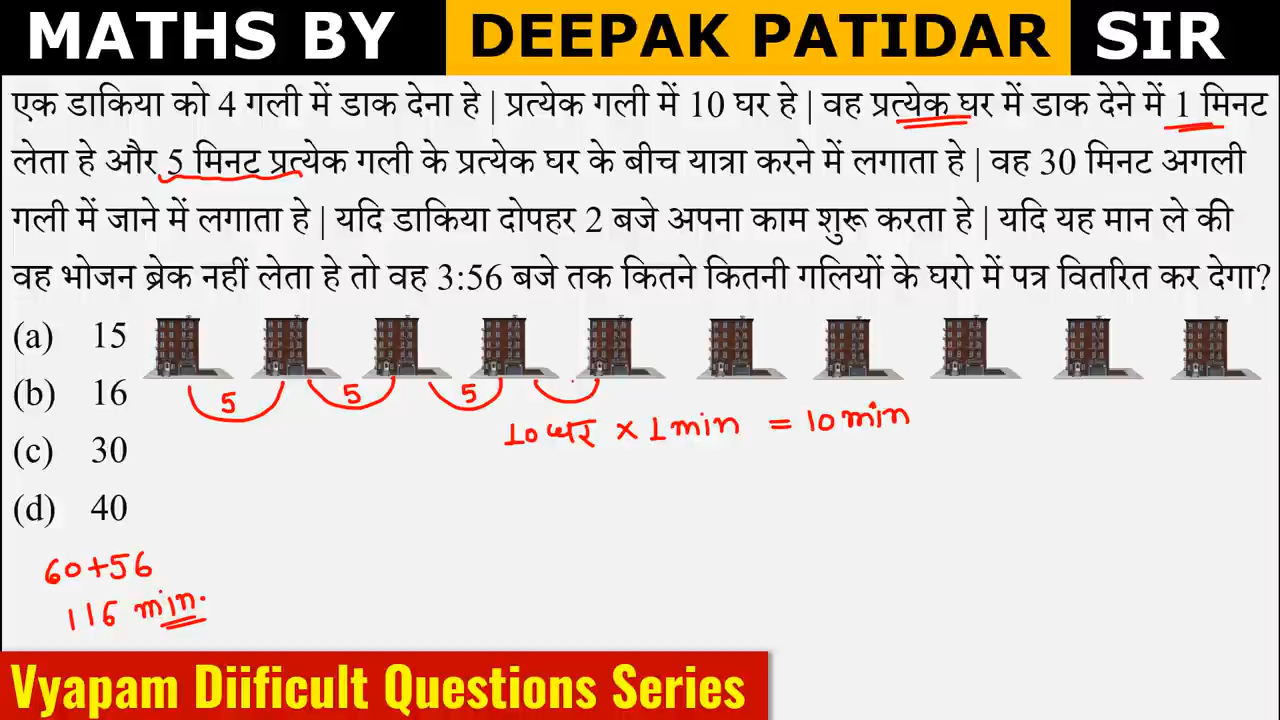 MATHS BY DEEPAK PATIDAR SIR
एक डाकिया को 4 गली में डाक देना हे | प्रत्येक गली में 10 घर हे | वह प्रत्येक घर में डाक देने में 1 मिनट
लेता हे और 5 मिनट प्रत्येक गली के प्रत्येक घर के बीच यात्रा करने में लगाता हे | वह 30 मिनट अगली
गली में जाने में लगाता हे | यदि डाकिया दोपहर 2 बजे अपना काम शुरू करता हे | यदि यह मान ले की
वह भोजन ब्रेक नहीं लेता हे तो वह 3:56 बजे तक कितने कितनी गलियों के घरो में पत्र वितरित कर देगा?
(a) 15
(b) 16
5 5 5
10 घर × 1 min = 10 min
(c) 30
(d) 40
60+56
116 min.
Vyapam Diificult Questions Series